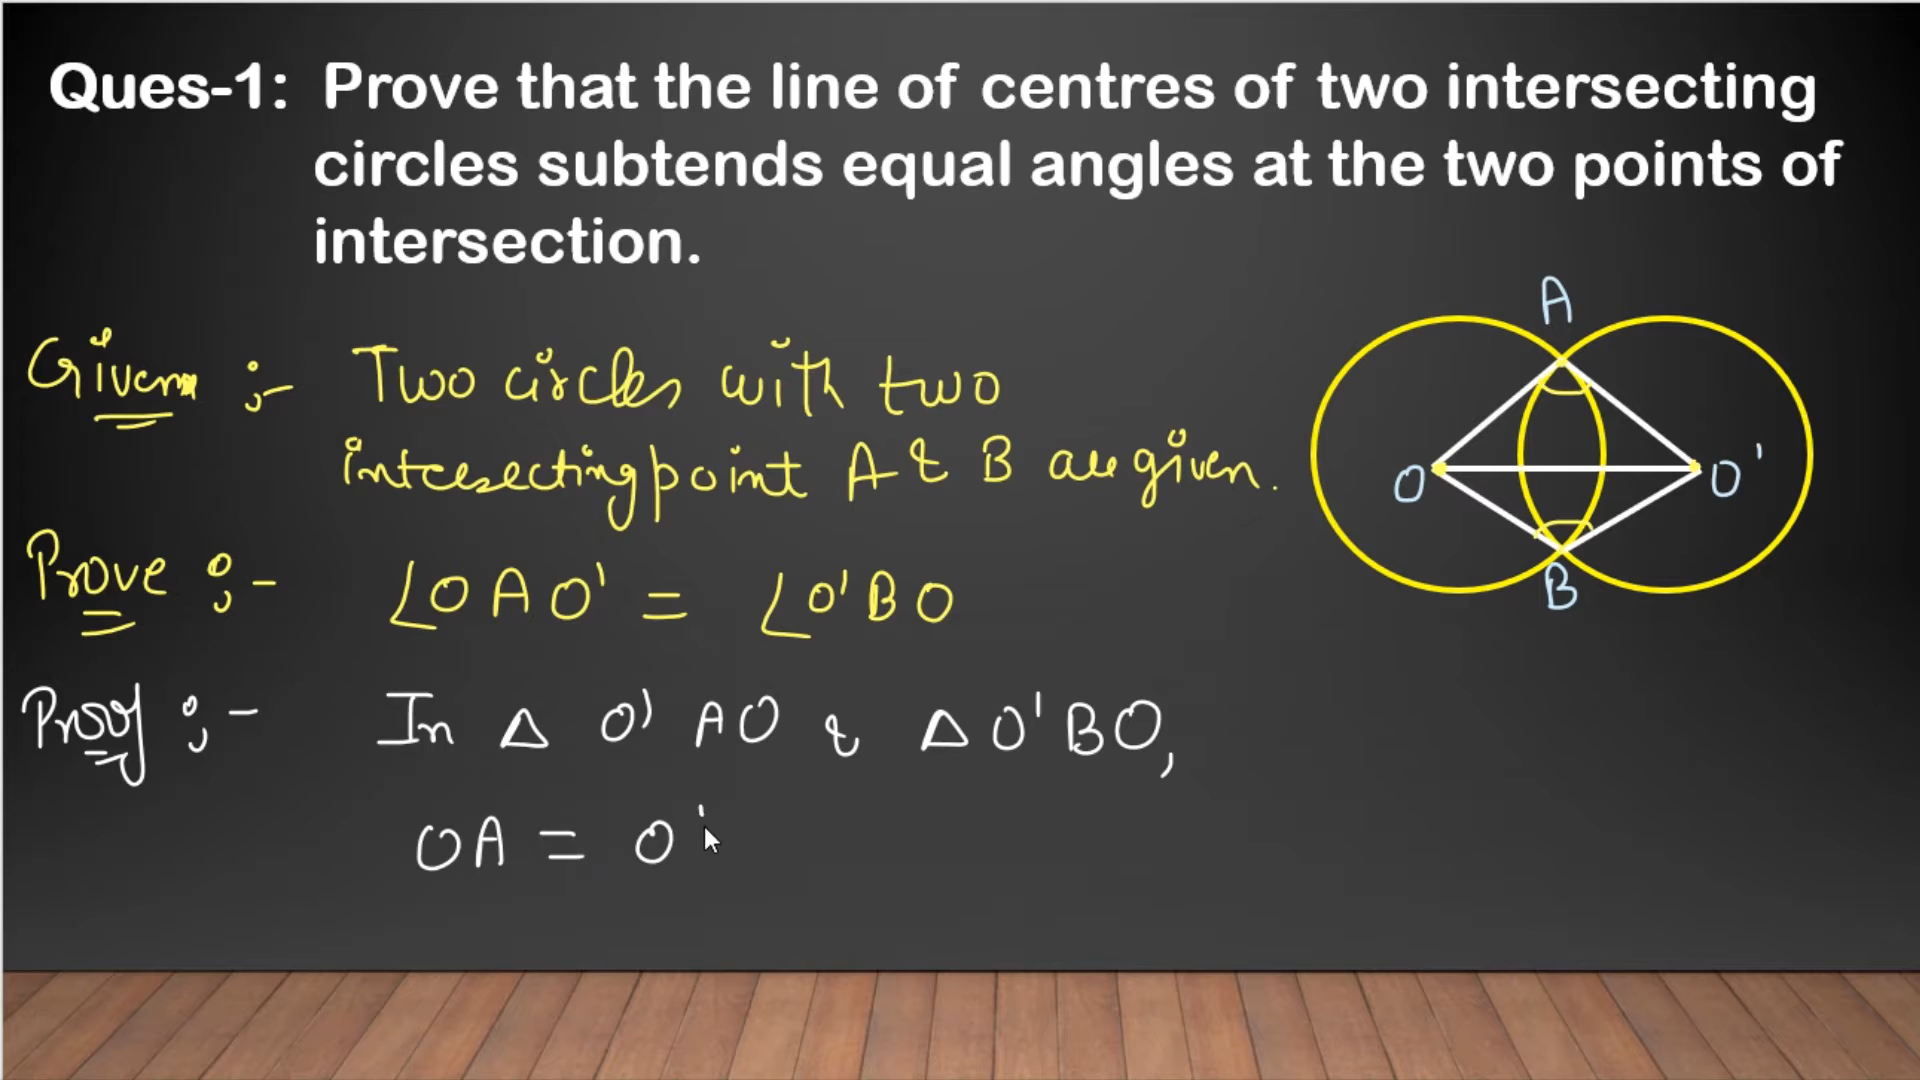 Ques-1: Prove that the line of centres of two intersecting
circles subtends equal angles at the two points of
intersection.
Given :- Two circles with two
intersecting point A & B are given.
Prove :- ∠OAO' = ∠O'BO
Proof :- In Δ O'AO & ΔO'BO,
OA = O'
A
O
O'
B